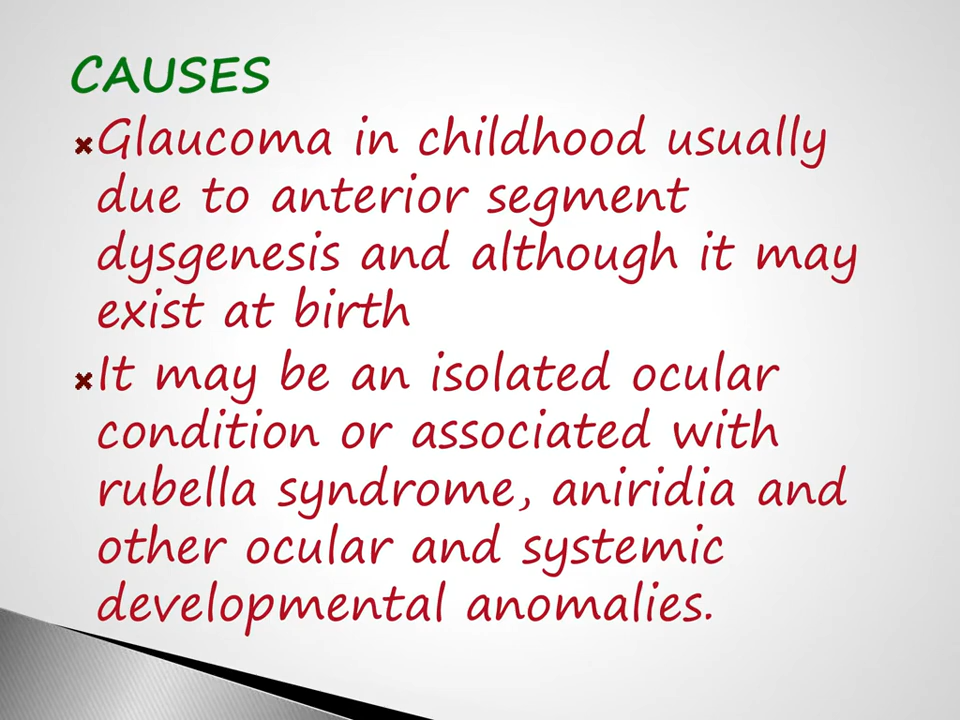 CAUSES
Glaucoma in childhood usually
due to anterior segment
dysgenesis and although it may
exist at birth
It may be an isolated ocular
condition or associated with
rubella syndrome, aniridia and
other ocular and systemic
developmental anomalies.